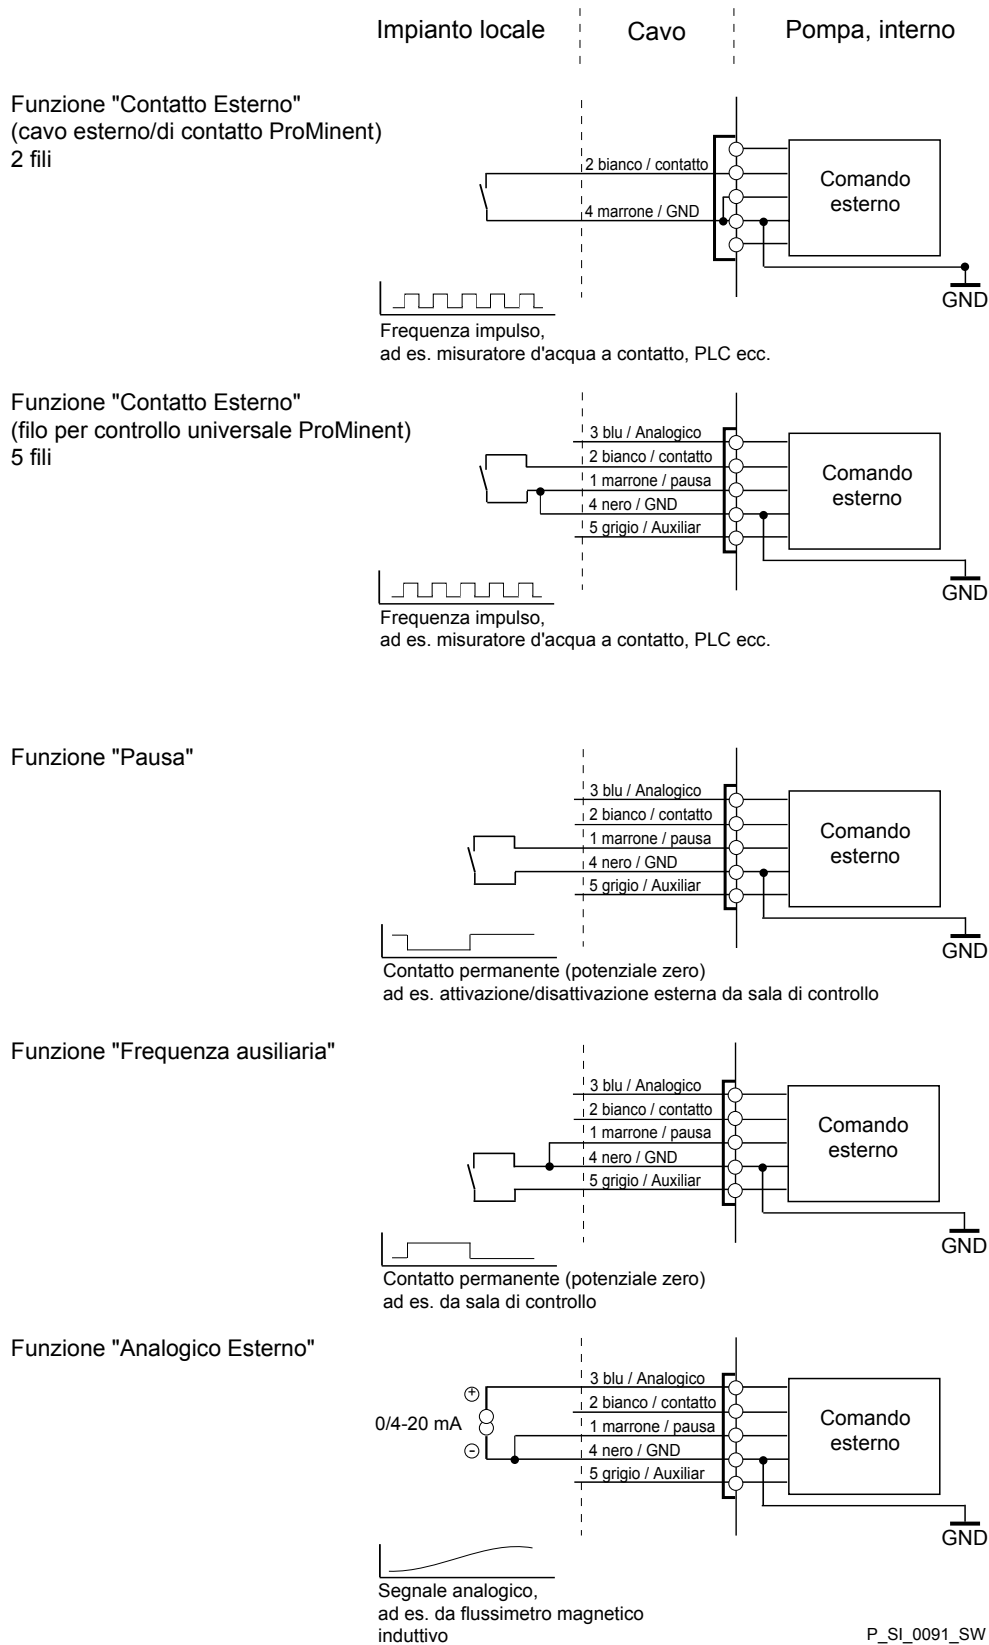 Impianto locale
Cavo
Pompa, interno
Funzione "Contatto Esterno"
(cavo esterno/di contatto ProMinent)
2 fili
2 bianco / contatto
4 marrone / GND
Comando
esterno
GND
Frequenza impulso,
ad es. misuratore d'acqua a contatto, PLC ecc.
Funzione "Contatto Esterno"
(filo per controllo universale ProMinent)
5 fili
3 blu / Analogico
2 bianco / contatto
1 marrone / pausa
4 nero / GND
5 grigio / Auxiliar
Comando
esterno
GND
Frequenza impulso,
ad es. misuratore d'acqua a contatto, PLC ecc.
Funzione "Pausa"
3 blu / Analogico
2 bianco / contatto
1 marrone / pausa
4 nero / GND
5 grigio / Auxiliar
Comando
esterno
GND
Contatto permanente (potenziale zero)
ad es. attivazione/disattivazione esterna da sala di controllo
Funzione "Frequenza ausiliaria"
3 blu / Analogico
2 bianco / contatto
1 marrone / pausa
4 nero / GND
5 grigio / Auxiliar
Comando
esterno
GND
Contatto permanente (potenziale zero)
ad es. da sala di controllo
Funzione "Analogico Esterno"
+
0/4-20 mA
-
3 blu / Analogico
2 bianco / contatto
1 marrone / pausa
4 nero / GND
5 grigio / Auxiliar
Comando
esterno
GND
Segnale analogico,
ad es. da flussimetro magnetico
induttivo
P_SI_0091_SW